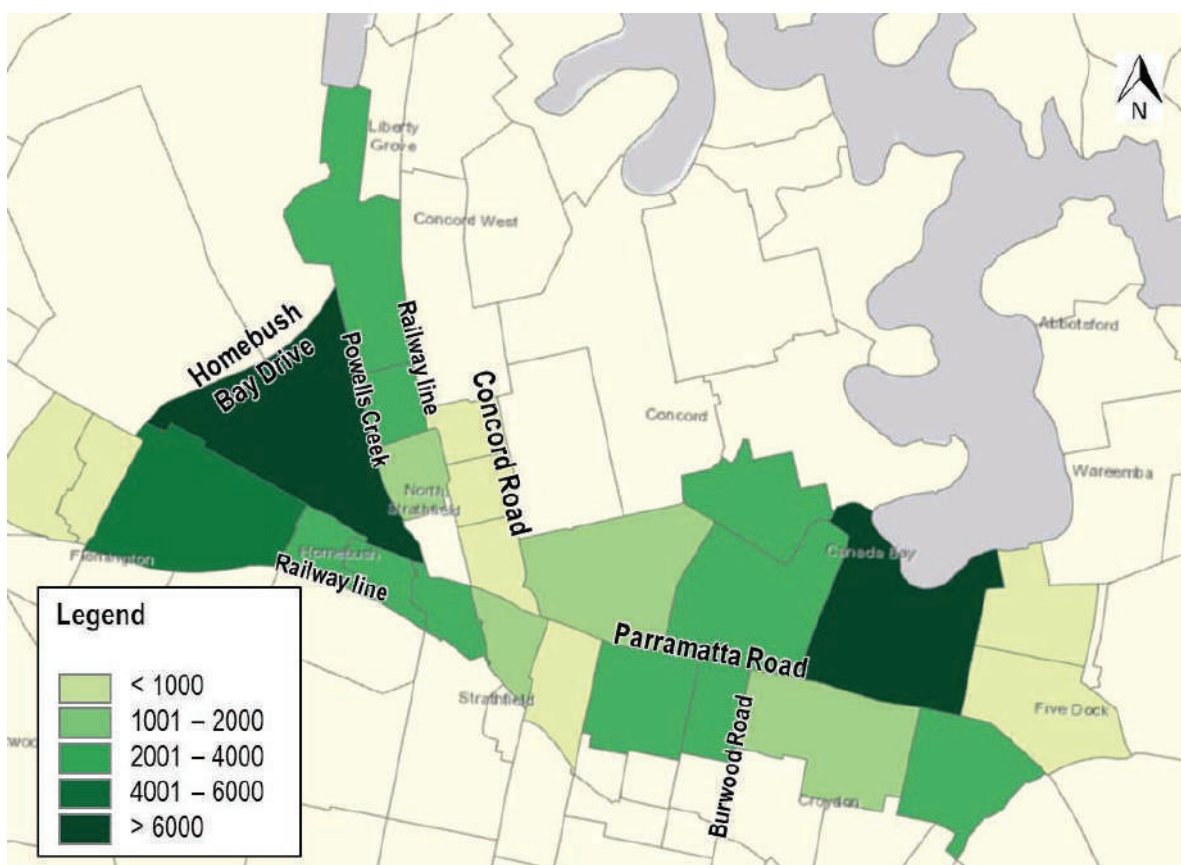 N
Liberty
Grove
Concord West
Homebush
Bay Drive
Powells Creek
Railway line
Concord Road
Abbotsford
Concord
Wareemba
North
Strathfield
Canada Bay
Flemington
Homebush
Railway line
Parramatta Road
Strathfield
Five Dock
Burwood Road
Croydon
Legend
< 1000
1001 – 2000
2001 – 4000
4001 – 6000
> 6000